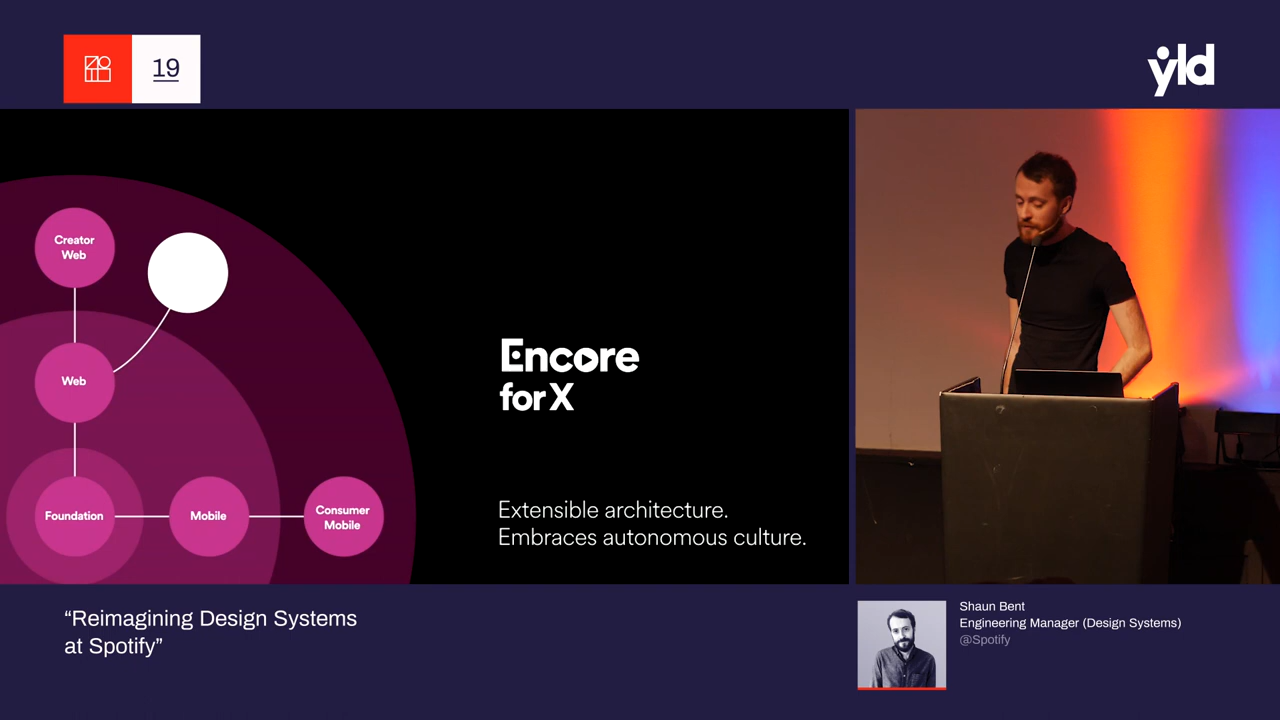 19
yld
Creator
Web
Web
Foundation
Mobile
Consumer
Mobile
Encore
for X
Extensible architecture.
Embraces autonomous culture.
“Reimagining Design Systems
at Spotify”
Shaun Bent
Engineering Manager (Design Systems)
@Spotify